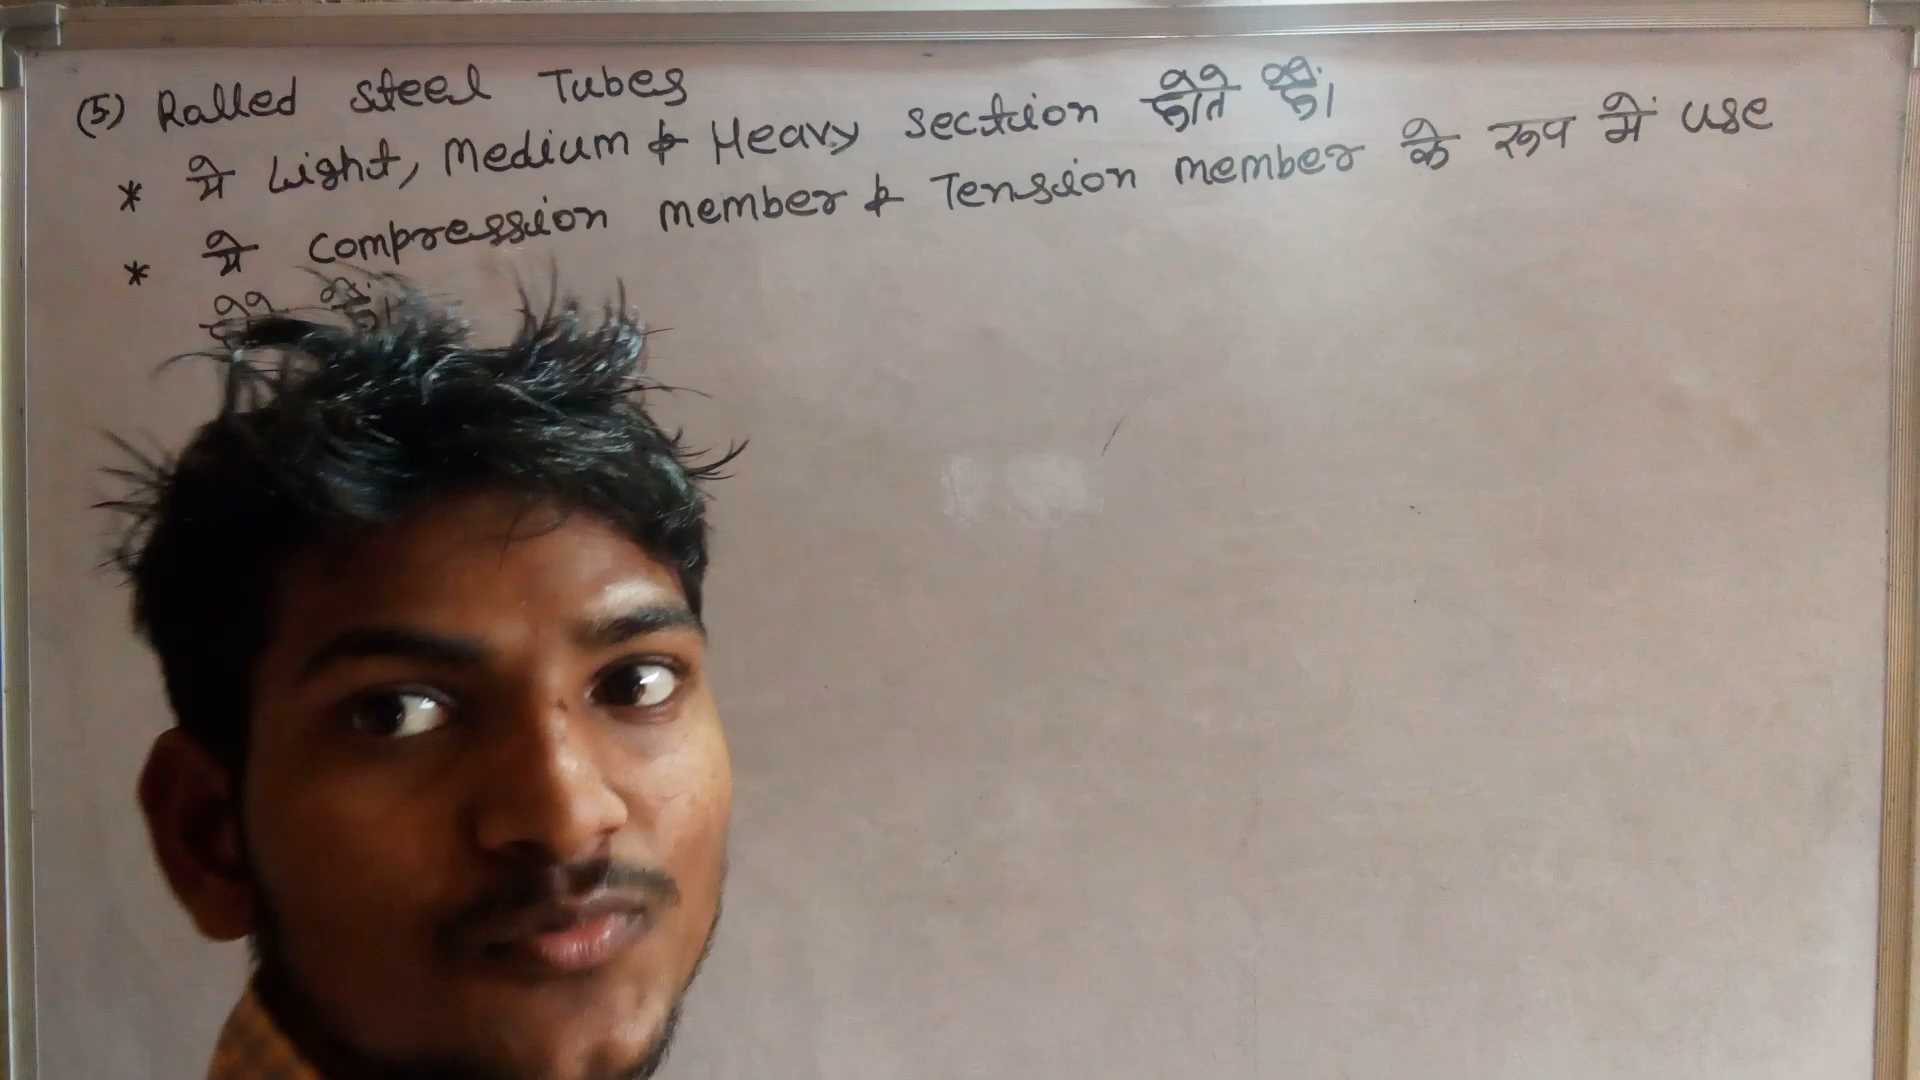 (5) Ralled steel Tubes
* ये Light, Medium & Heavy section होते हैं।
* ये compression member & Tension member के रूप में use
होते हैं।